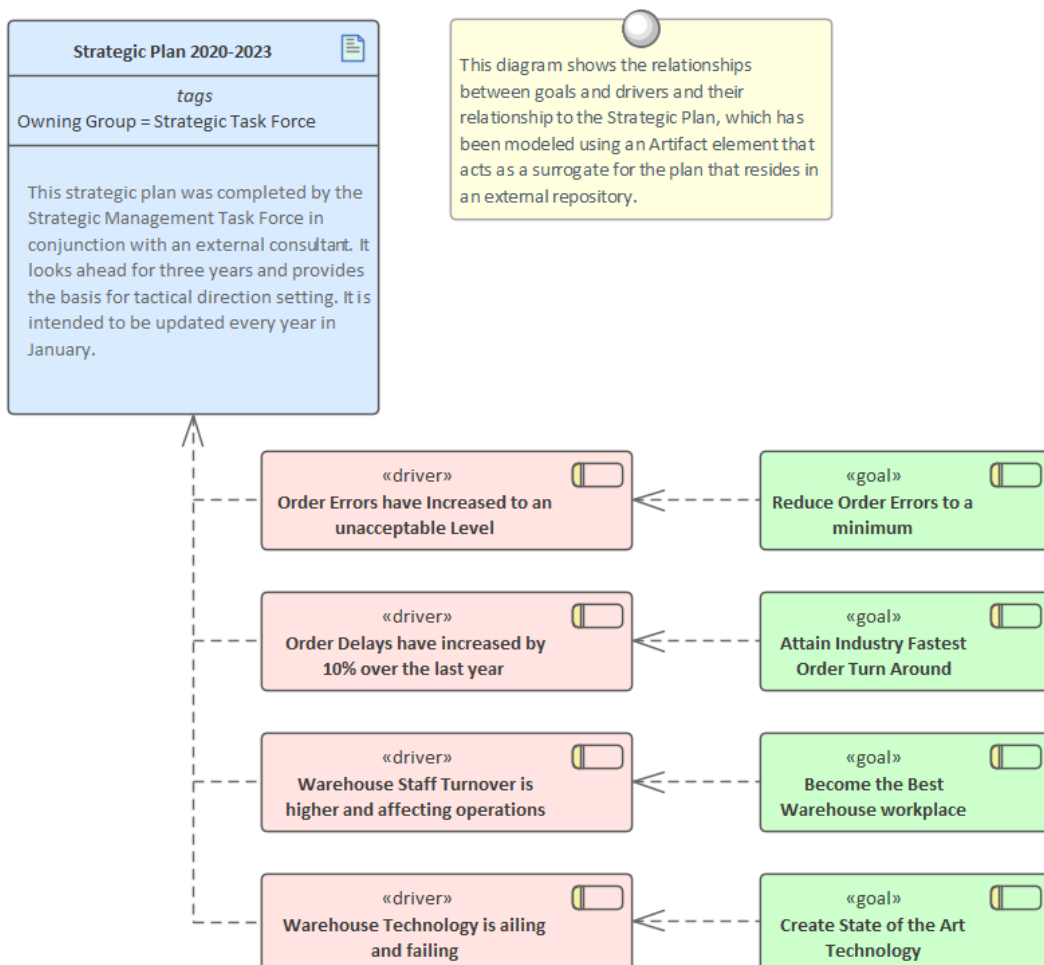 Strategic Plan 2020-2023
tags
Owning Group = Strategic Task Force
This strategic plan was completed by the
Strategic Management Task Force in
conjunction with an external consultant. It
looks ahead for three years and provides
the basis for tactical direction setting. It is
intended to be updated every year in
January.
This diagram shows the relationships
between goals and drivers and their
relationship to the Strategic Plan, which has
been modeled using an Artifact element that
acts as a surrogate for the plan that resides in
an external repository.
«driver»
Order Errors have Increased to an
unacceptable Level
«goal»
Reduce Order Errors to a
minimum
«driver»
Order Delays have increased by
10% over the last year
«goal»
Attain Industry Fastest
Order Turn Around
«driver»
Warehouse Staff Turnover is
higher and affecting operations
«goal»
Become the Best
Warehouse workplace
«driver»
Warehouse Technology is ailing
and failing
«goal»
Create State of the Art
Technology